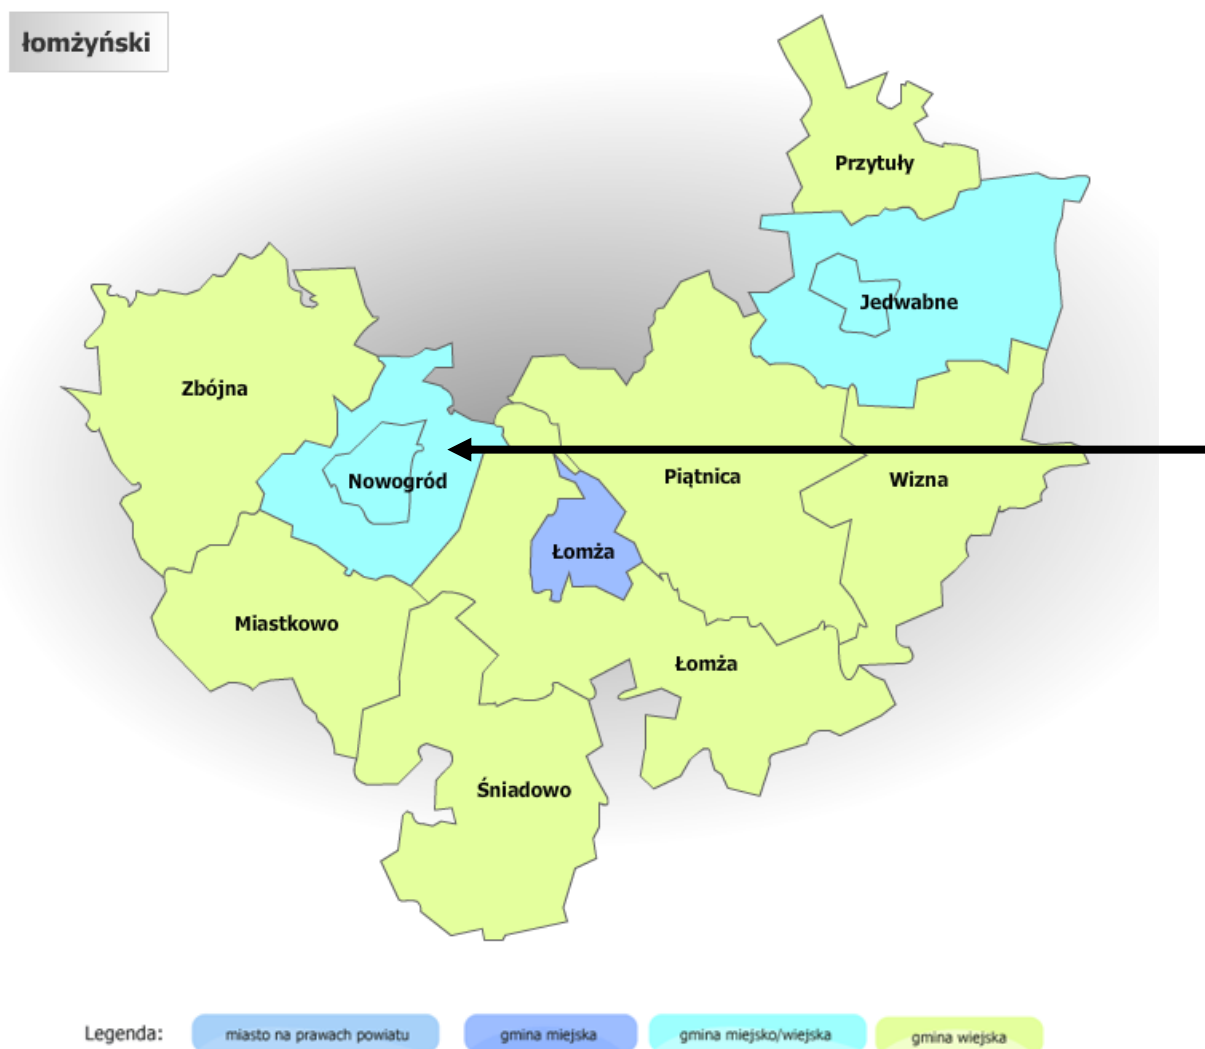 łomżyński
Przytuły
Jedwabne
Zbójna
Nowogród
Piątnica
Wizna
Łomża
Miastkowo
Łomża
Śniadowo
Legenda:
miasto na prawach powiatu
gmina miejska
gmina miejsko/wiejska
gmina wiejska